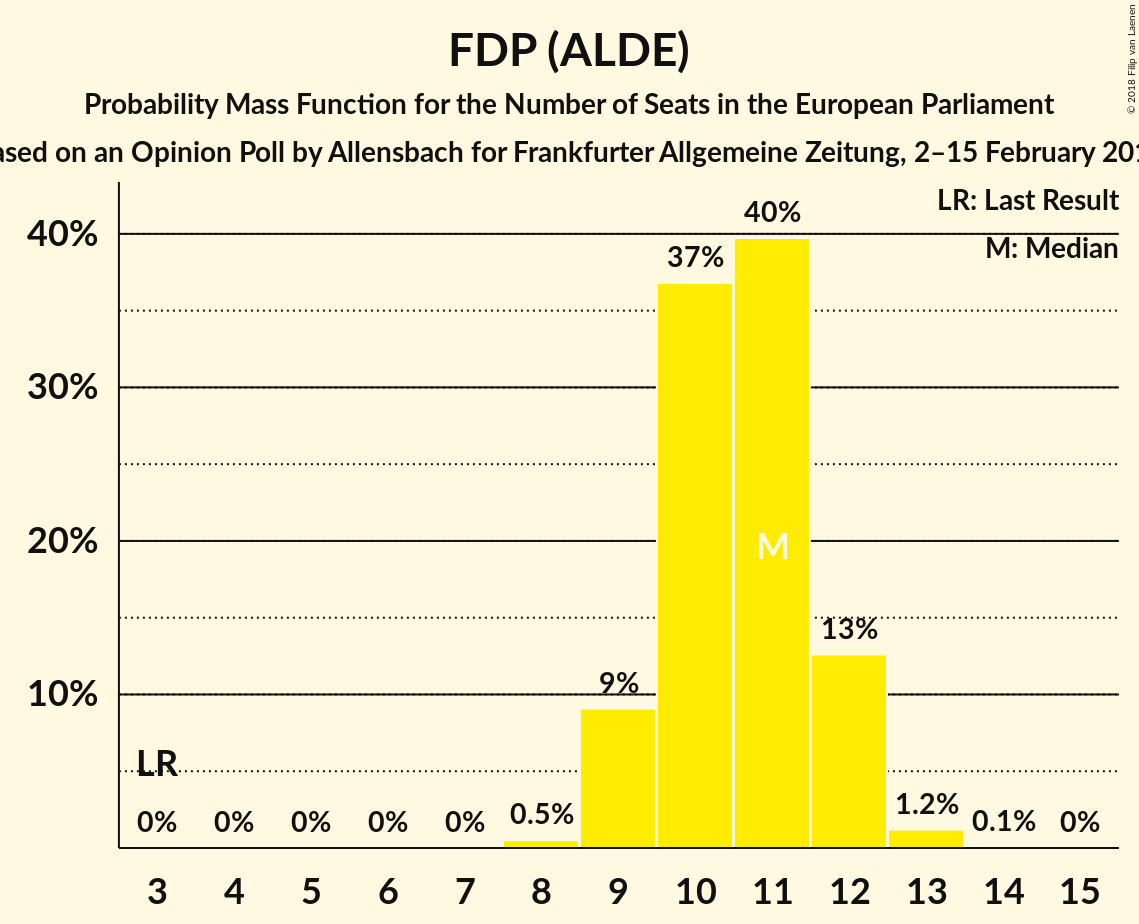 FDP (ALDE)
Probability Mass Function for the Number of Seats in the European Parliament
on an Opinion Poll by Allensbach for Frankfurter Allgemeine Zeitung, 2–15 February
© 2018 Filip van Laenen
LR: Last Result
M: Median
40%
30%
20%
10%
40%
37%
M
13%
9%
LR
0% 0% 0% 0% 0% 0.5% 1.2% 0.1% 0%
3 4 5 6 7 8 9 10 11 12 13 14 15